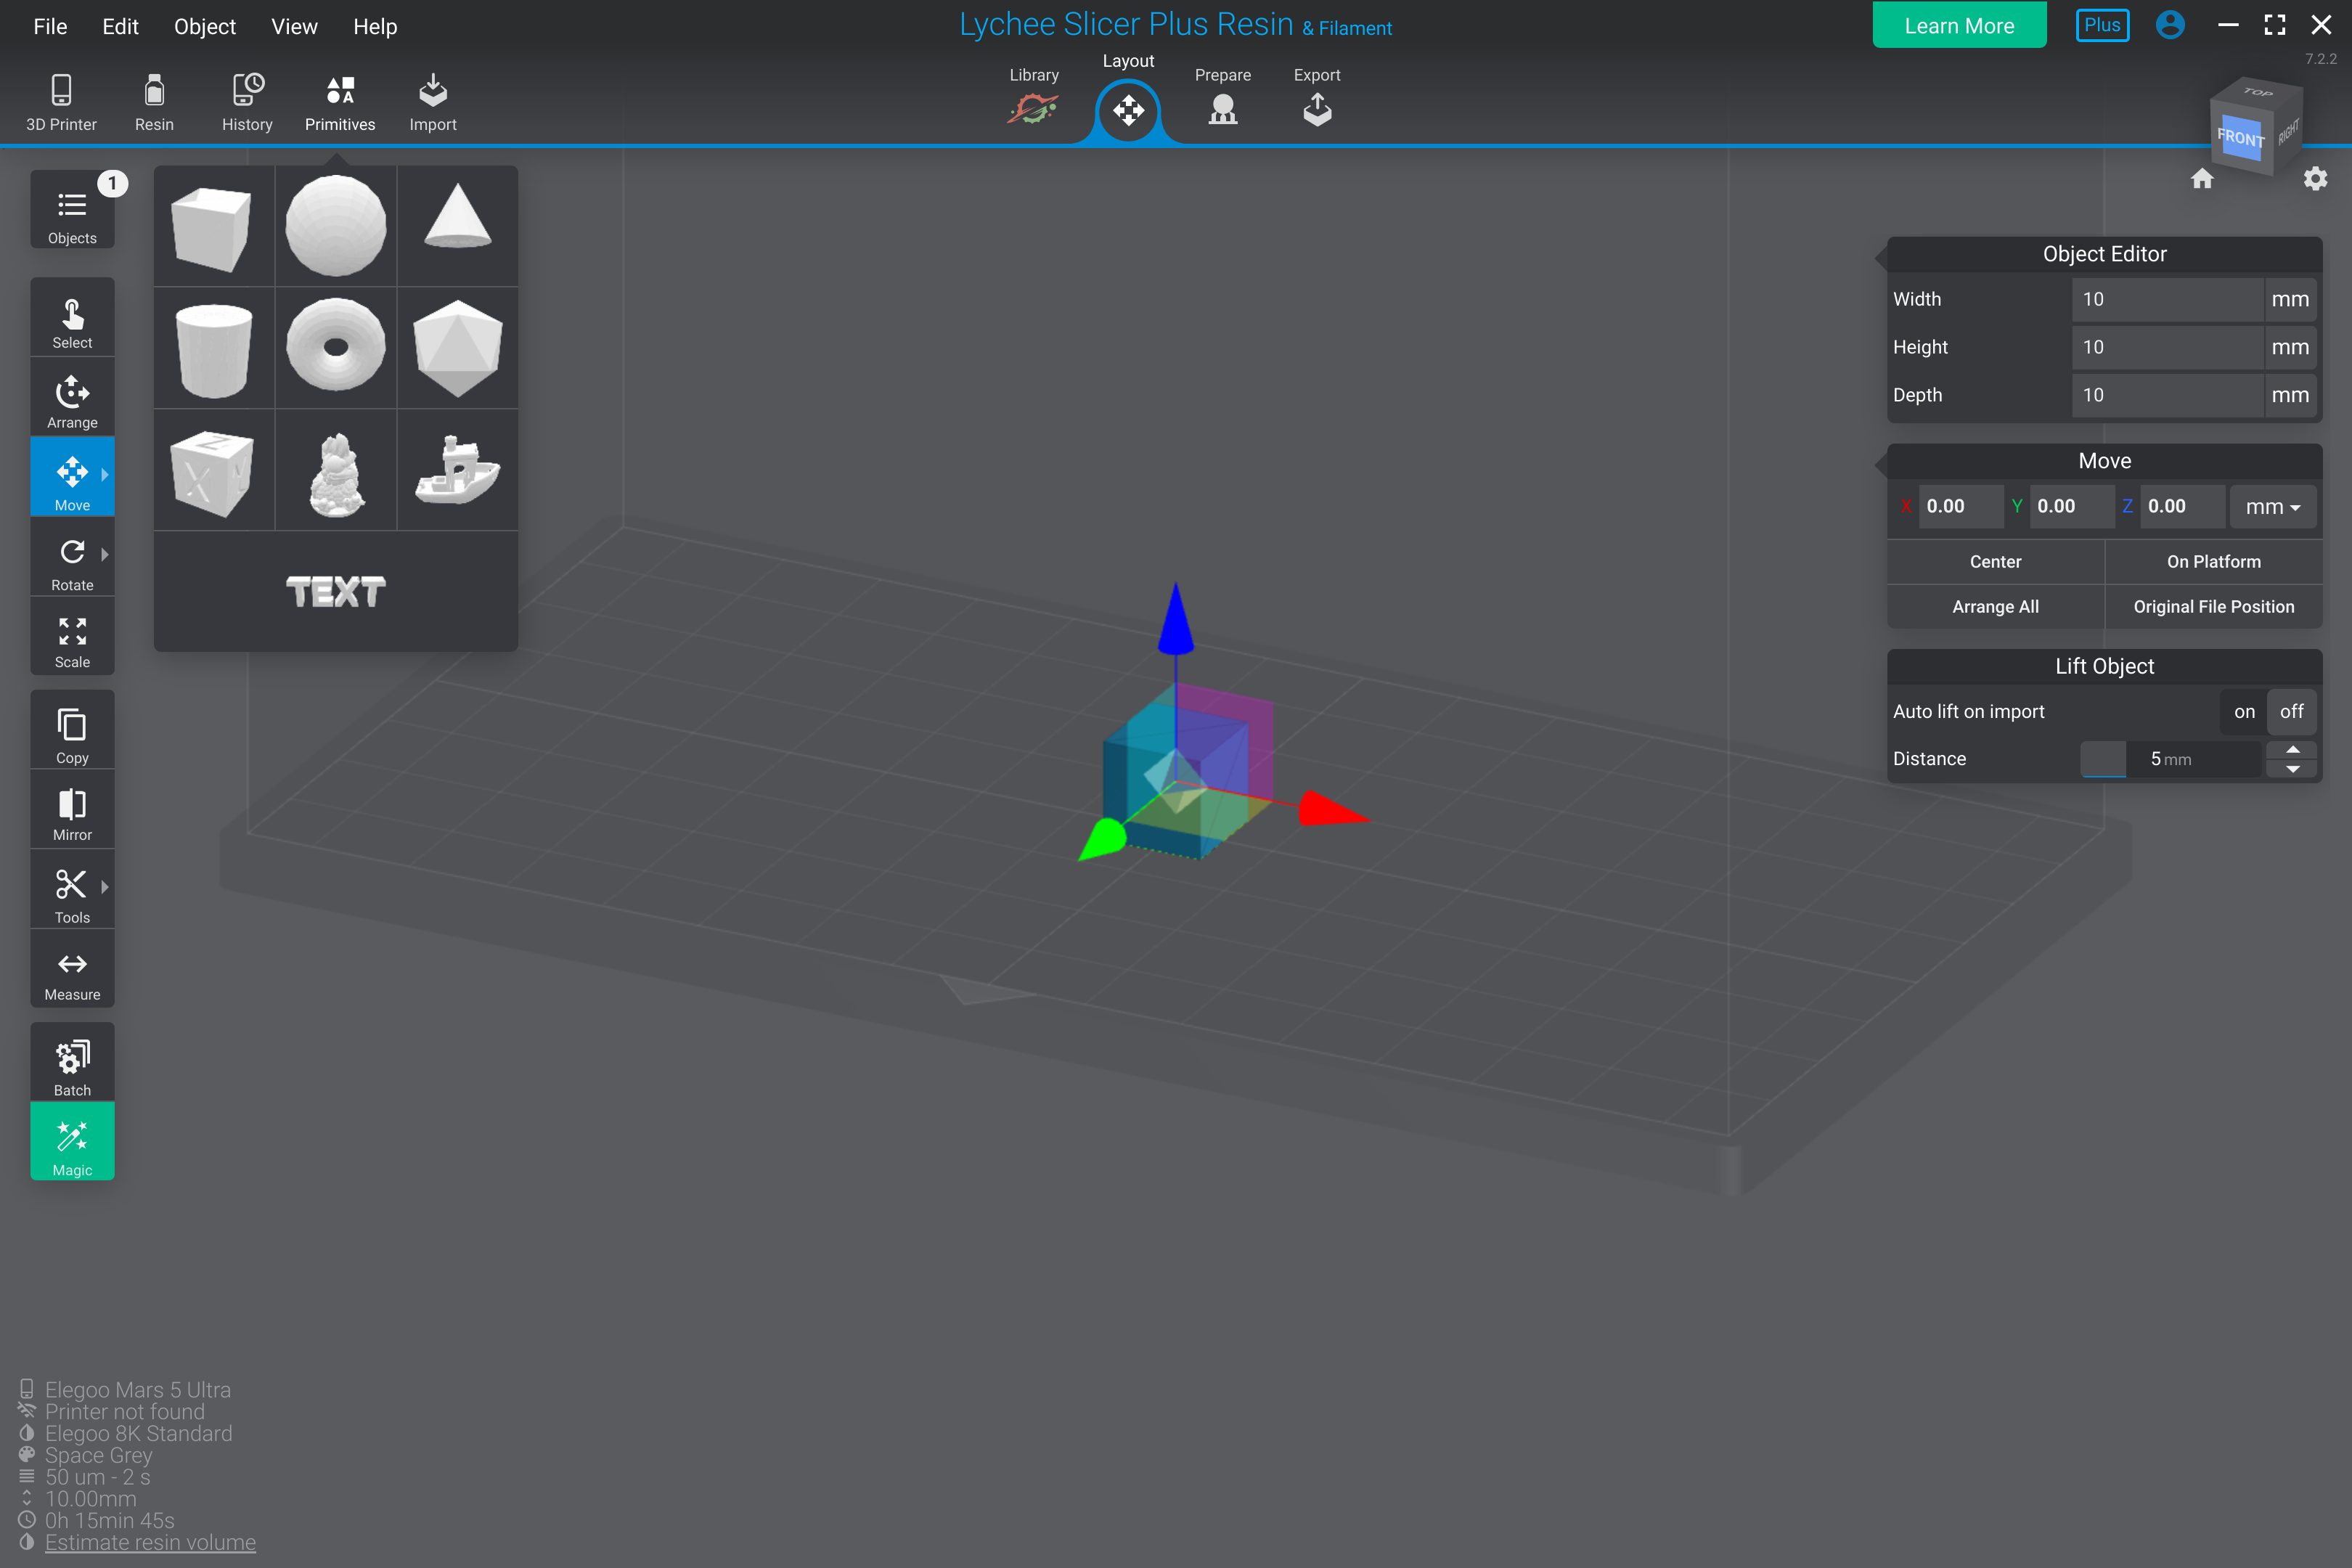 File Edit Object View Help
Lychee Slicer Plus Resin & Filament
Learn More
Plus
7.2.2
3D Printer
Resin
History
Primitives
Import
Library
Layout
Prepare
Export
TOP
FRONT
RIGHT
1
Objects
Select
Arrange
Move
Rotate
Scale
Copy
Mirror
Tools
Measure
Batch
Magic
A
Z
X
TEXT
Object Editor
Width 10 mm
Height 10 mm
Depth 10 mm
Move
X 0.00 Y 0.00 Z 0.00 mm
Center On Platform
Arrange All Original File Position
Lift Object
Auto lift on import on off
Distance 5 mm
Elegoo Mars 5 Ultra
Printer not found
Elegoo 8K Standard
Space Grey
50 um - 2 s
10.00mm
0h 15min 45s
Estimate resin volume